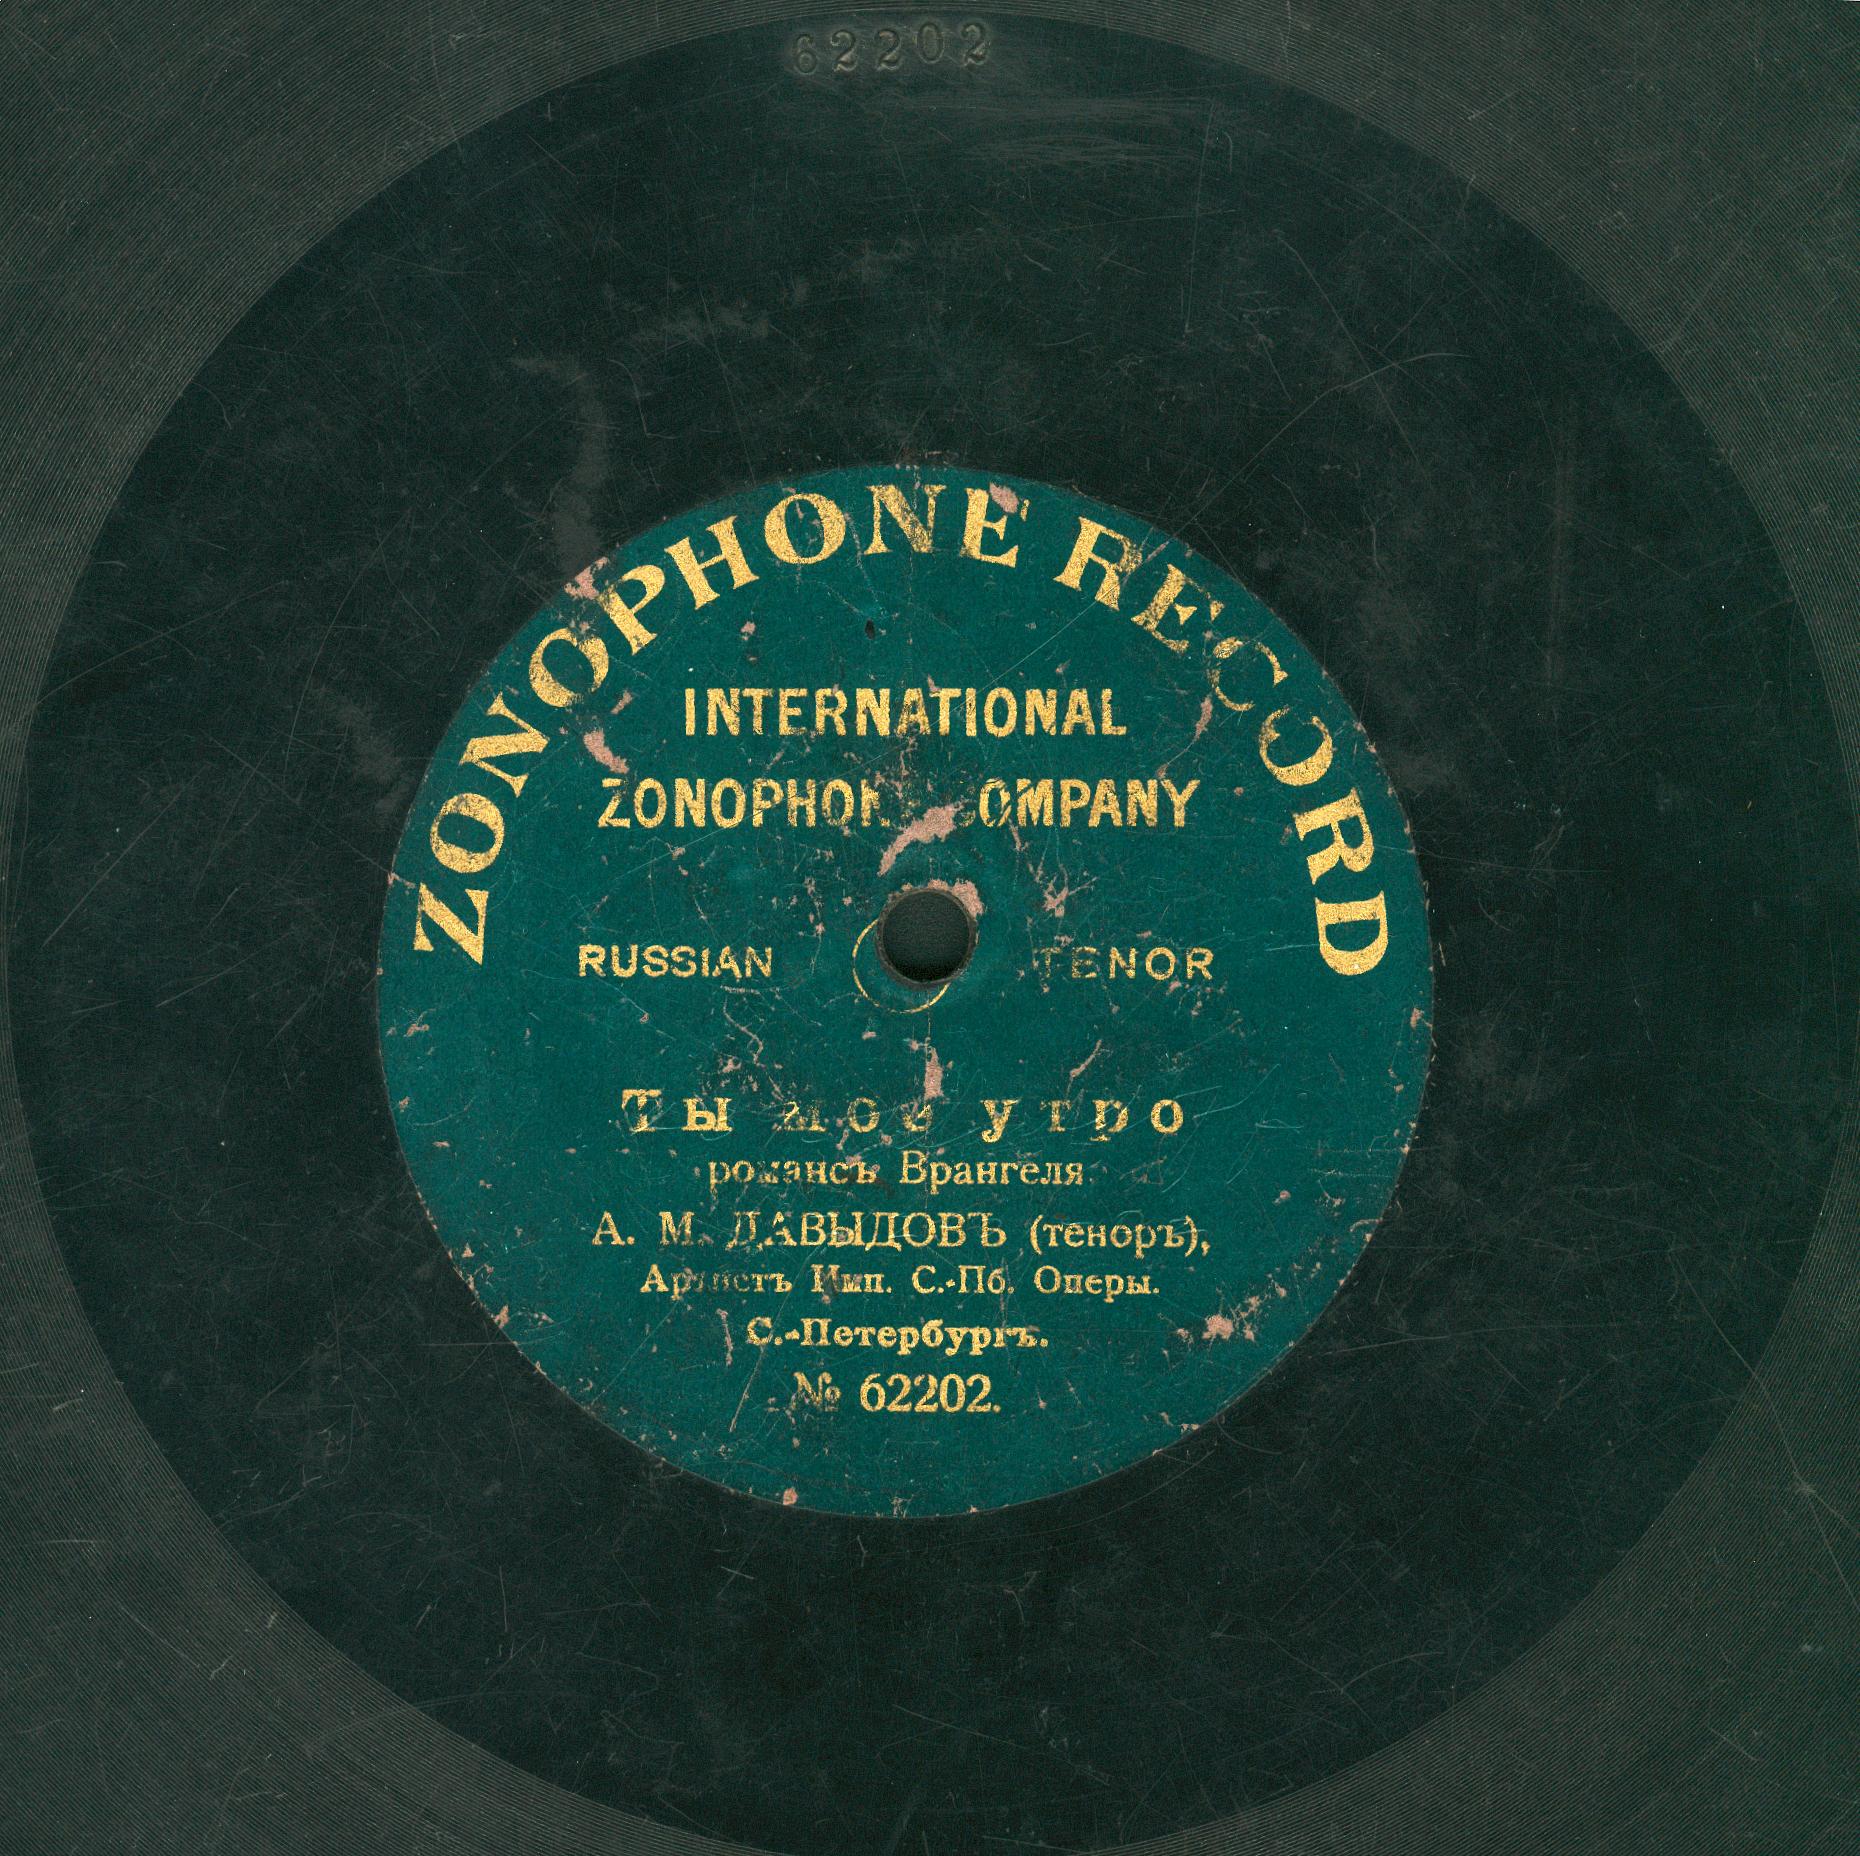 62202
ZONOPHONE RECORD
INTERNATIONAL
ZONOPHONE COMPANY
RUSSIAN TENOR
Ты мое утро
романсъ Врангеля.
А. М. ДАВЫДОВЪ (теноръ),
Артистъ Имп. С.-Пб. Оперы.
С.-Петербургъ.
№ 62202.